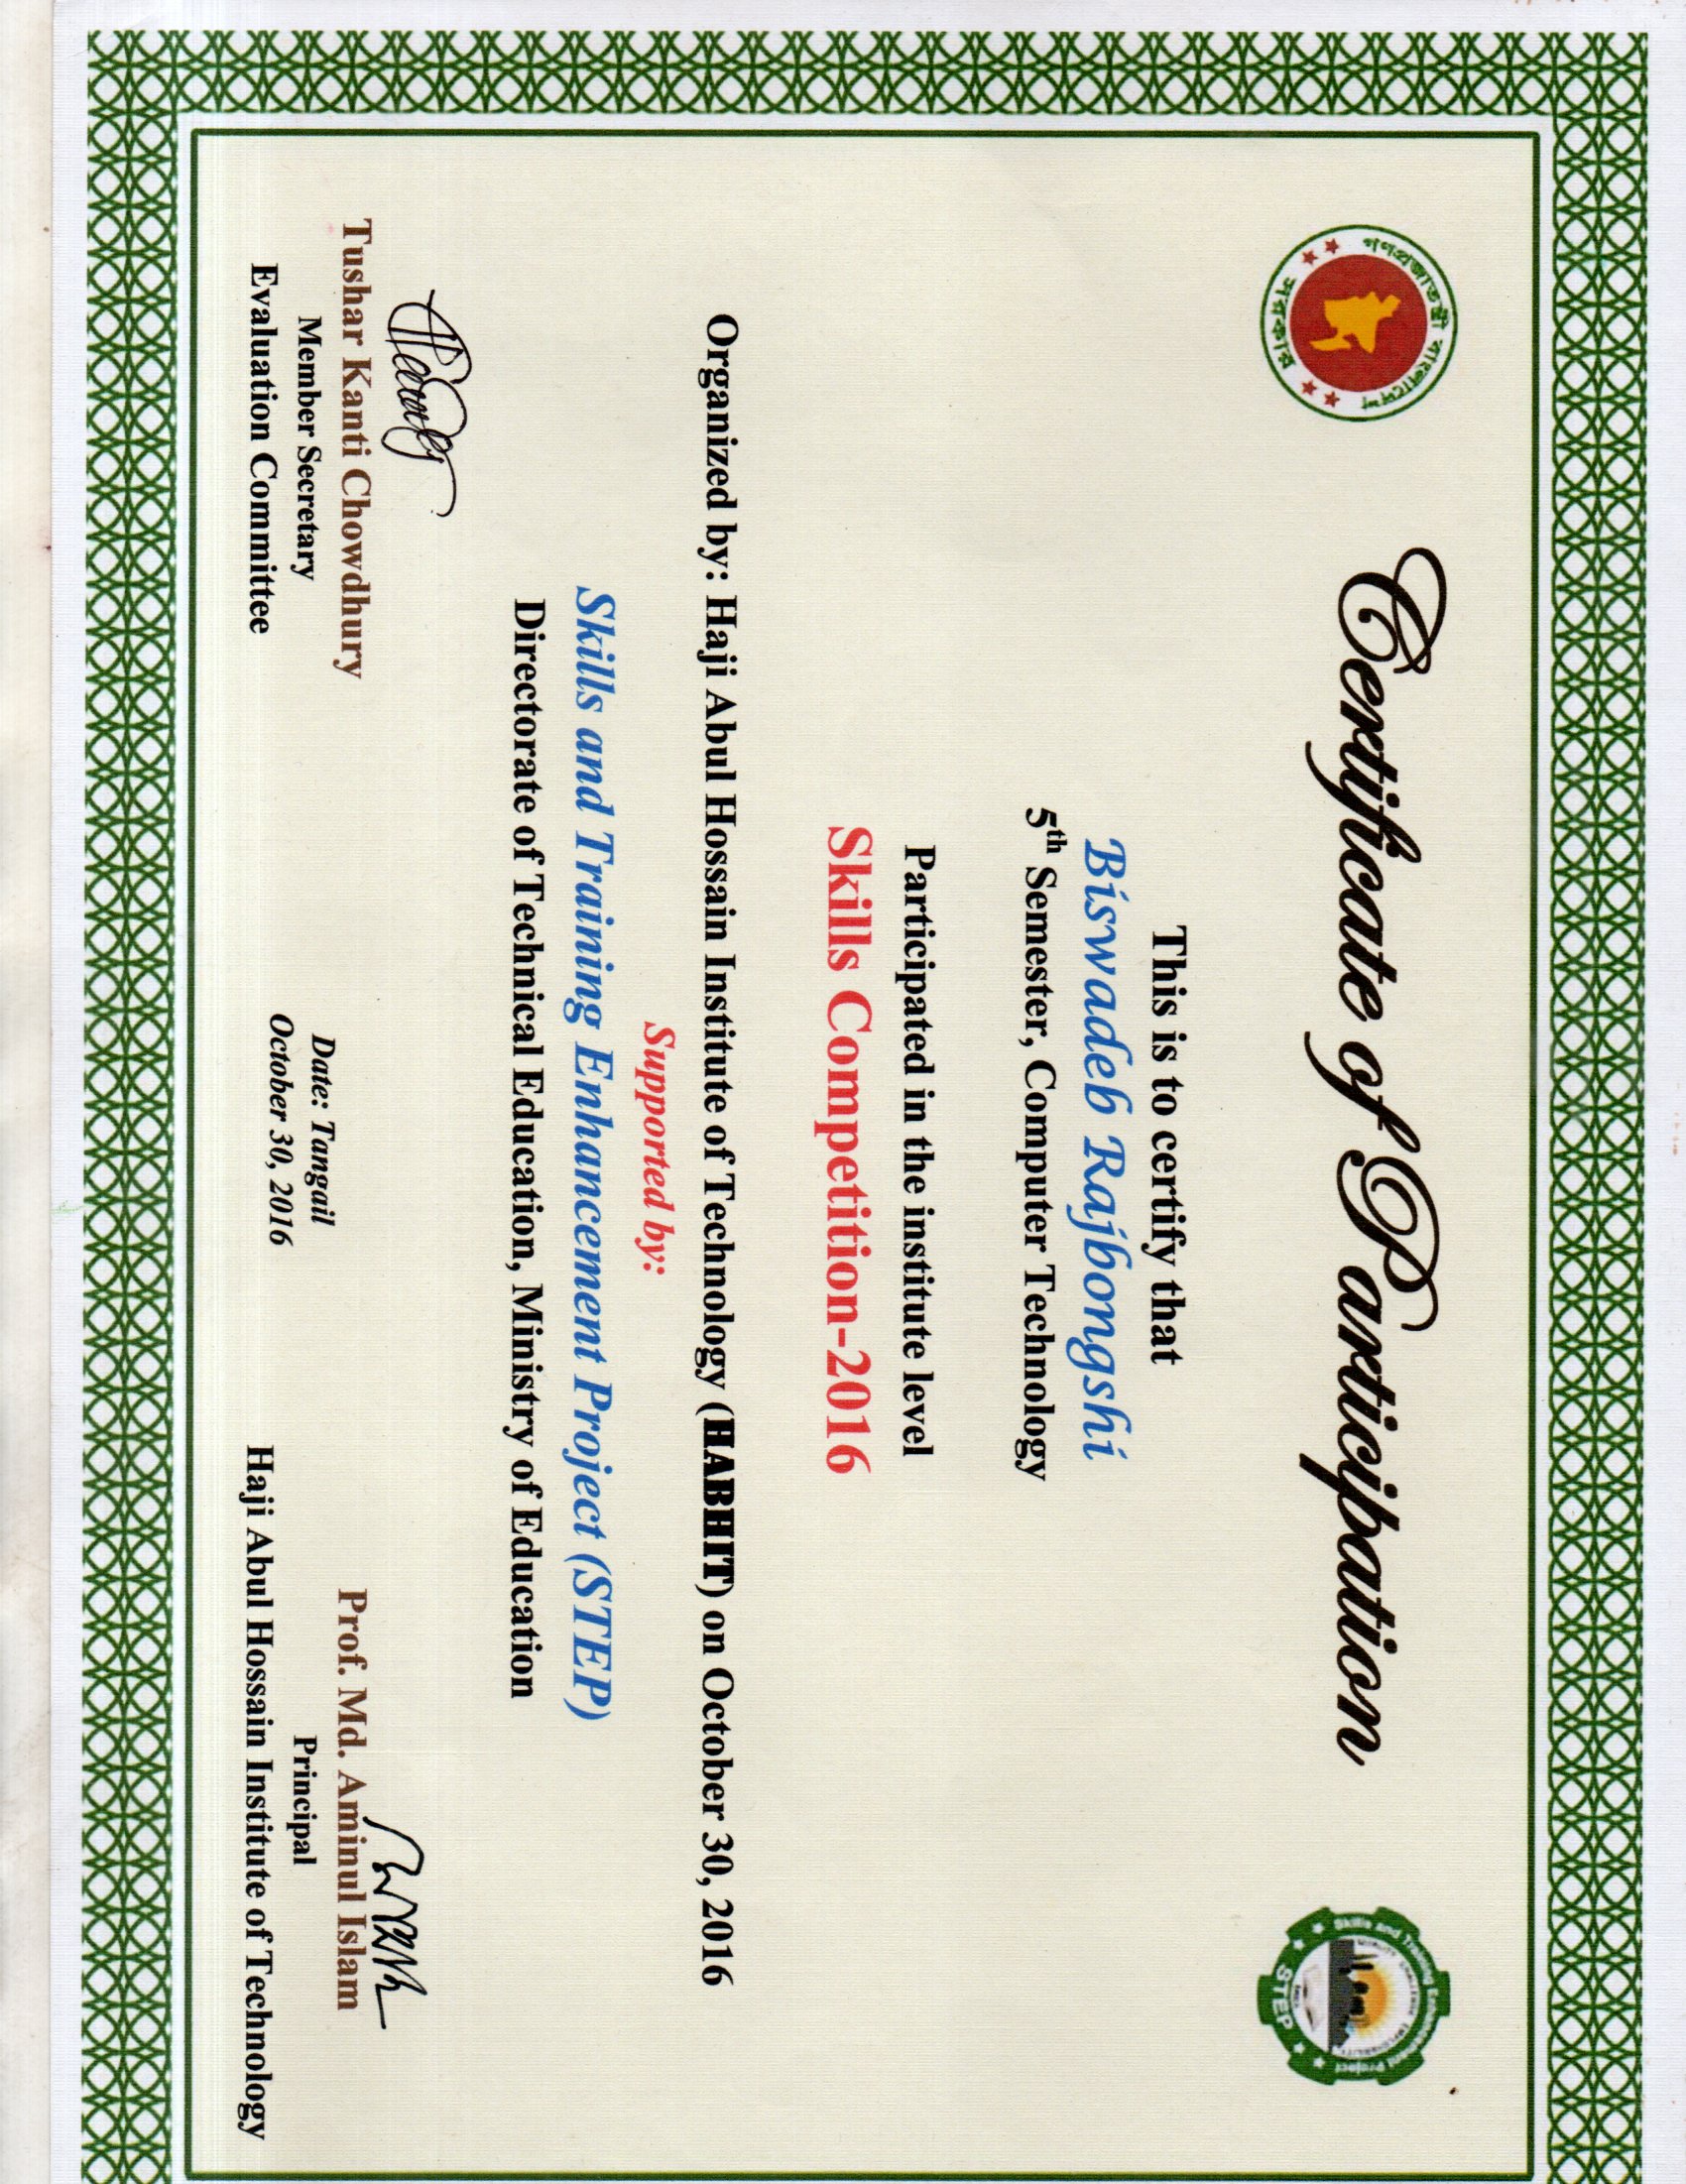 গণপ্রজাতন্ত্রী বাংলাদেশ
সরকার
Certificate of Participation
Skills and Training Enhancement Project
STEP
This is to certify that
Biswadeb Rajbongshi
5th Semester, Computer Technology
Participated in the institute level
Skills Competition-2016
Organized by: Haji Abul Hossain Institute of Technology (HABHIT) on October 30, 2016
Supported by:
Skills and Training Enhancement Project (STEP)
Directorate of Technical Education, Ministry of Education
Tushar Kanti Chowdhury
Member Secretary
Evaluation Committee
Date: Tangail
October 30, 2016
Prof. Md. Aminul Islam
Principal
Haji Abul Hossain Institute of Technology